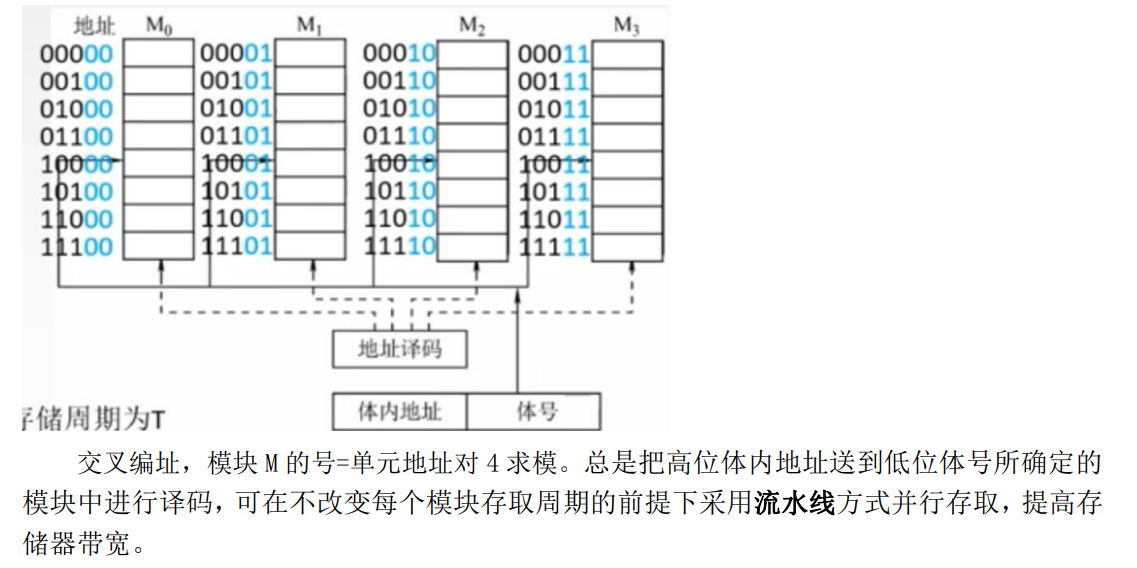 地址 M0 M1 M2 M3
00000 00001 00010 00011
00100 00101 00110 00111
01000 01001 01010 01011
01100 01101 01110 01111
10000 10001 10010 10011
10100 10101 10110 10111
11000 11001 11010 11011
11100 11101 11110 11111
地址译码
体内地址 体号
存储周期为T
交叉编址，模块 M 的号=单元地址对 4 求模。总是把高位体内地址送到低位体号所确定的
模块中进行译码，可在不改变每个模块存取周期的前提下采用流水线方式并行存取，提高存
储器带宽。